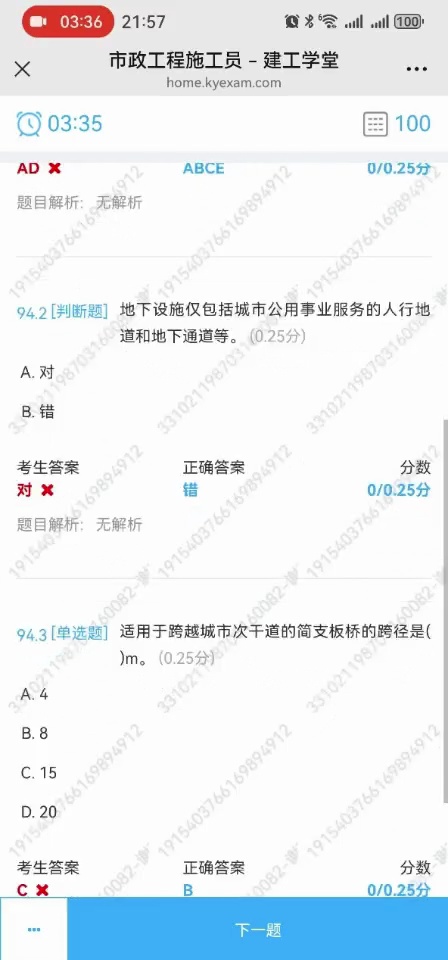 03:36 21:57 100
市政工程施工员 – 建工学堂
home.kyexam.com
03:35 100
AD ABCE 0/0.25分
题目解析: 无解析
94.2 [判断题] 地下设施仅包括城市公用事业服务的人行地
道和地下通道等。 (0.25分)
A. 对
B. 错
考生答案 正确答案 分数
对 错 0/0.25分
题目解析: 无解析
94.3 [单选题] 适用于跨越城市次干道的简支板桥的跨径是(
)m。 (0.25分)
A. 4
B. 8
C. 15
D. 20
考生答案 正确答案 分数
C B 0/0.25分
下一题